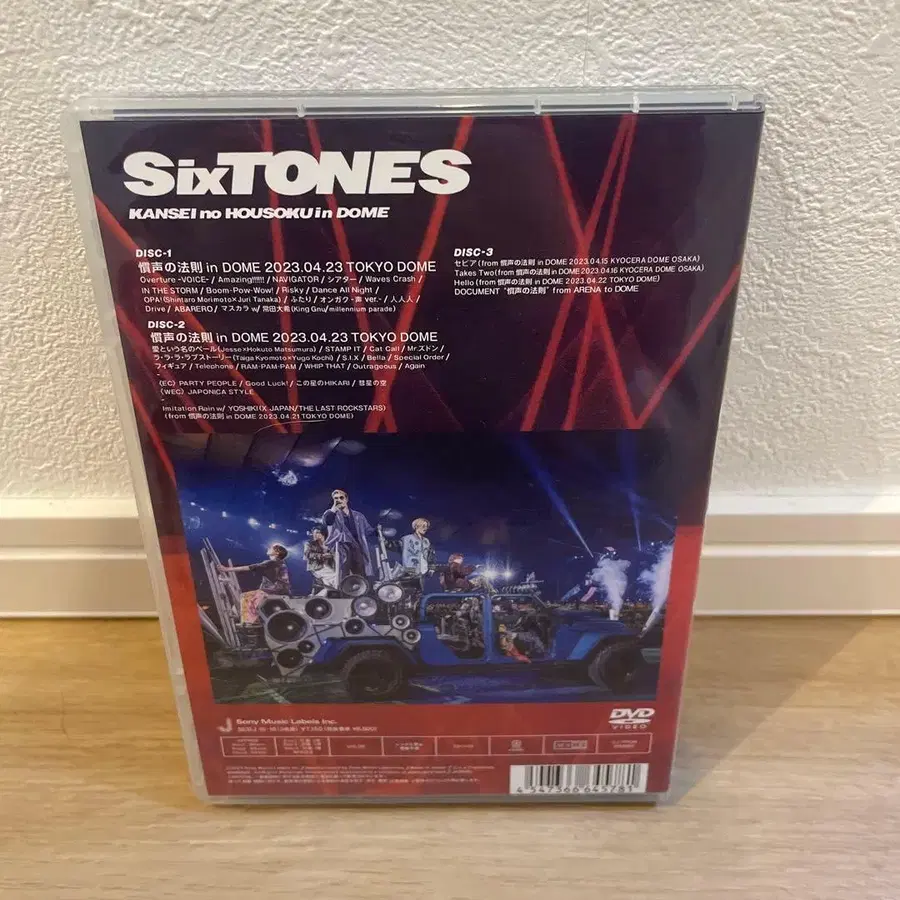 SixTONES
KANSEI no HOUSOKU in DOME
DISC-1
慣声の法則 in DOME 2023.04.23 TOKYO DOME
Overture -VOICE- / Amazing!!!!!! / NAVIGATOR / シアター / Waves Crash /
IN THE STORM / Boom-Pow-Wow! / Risky / Dance All Night /
OPA!(Shintaro Morimoto×Juri Tanaka) / ふたり / オンガク -声 ver.- / 人人人 /
Drive / ABARERO / マスカラ w/ 常田大希(King Gnu/millennium parade)
DISC-2
慣声の法則 in DOME 2023.04.23 TOKYO DOME
愛という名のベール(Jesse×Hokuto Matsumura) / STAMP IT / Cat Call / Mr.ズドン /
ラ・ラ・ラ・ラブストーリー(Taiga Kyomoto×Yugo Kochi) / S.I.X / Bella / Special Order /
フィギュア / Telephone / RAM-PAM-PAM / WHIP THAT / Outrageous / Again
-
〈EC〉PARTY PEOPLE / Good Luck! / この星のHIKARI / 彗星の空
〈WEC〉JAPONICA STYLE
-
Imitation Rain w/ YOSHIKI(X JAPAN/THE LAST ROCKSTARS)
(from 慣声の法則 in DOME 2023.04.21 TOKYO DOME)
DISC-3
セビア(from 慣声の法則 in DOME 2023.04.15 KYOCERA DOME OSAKA)
Takes Two(from 慣声の法則 in DOME 2023.04.16 KYOCERA DOME OSAKA)
Hello(from 慣声の法則 in DOME 2023.04.22 TOKYO DOME)
DOCUMENT "慣声の法則" from ARENA to DOME
Sony Music Labels Inc.
DVD
VIDEO
4 547366 645781